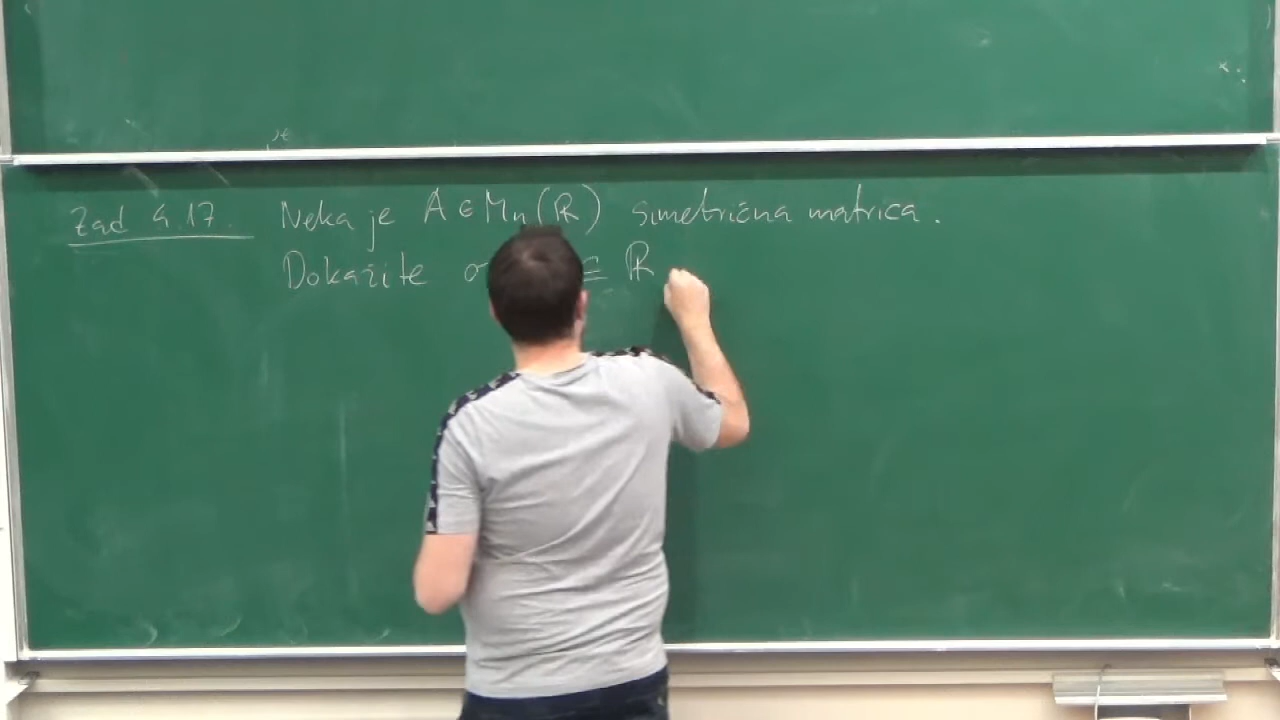 Zad 4.17. Neka je A ∈ Mn(R) simetrična matrica.
Dokažite σ ⊆ R